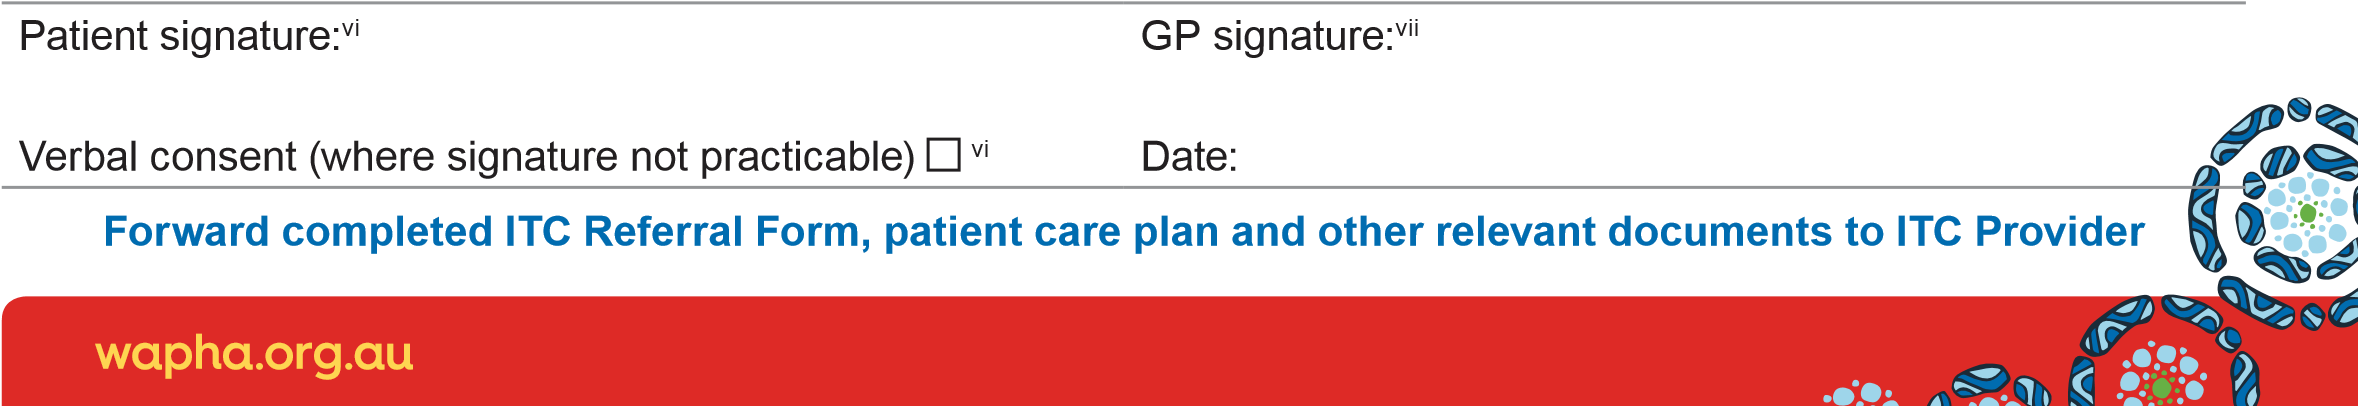 Patient signature:vi GP signature:vii
Verbal consent (where signature not practicable) ☐ vi Date:
Forward completed ITC Referral Form, patient care plan and other relevant documents to ITC Provider
wapha.org.au